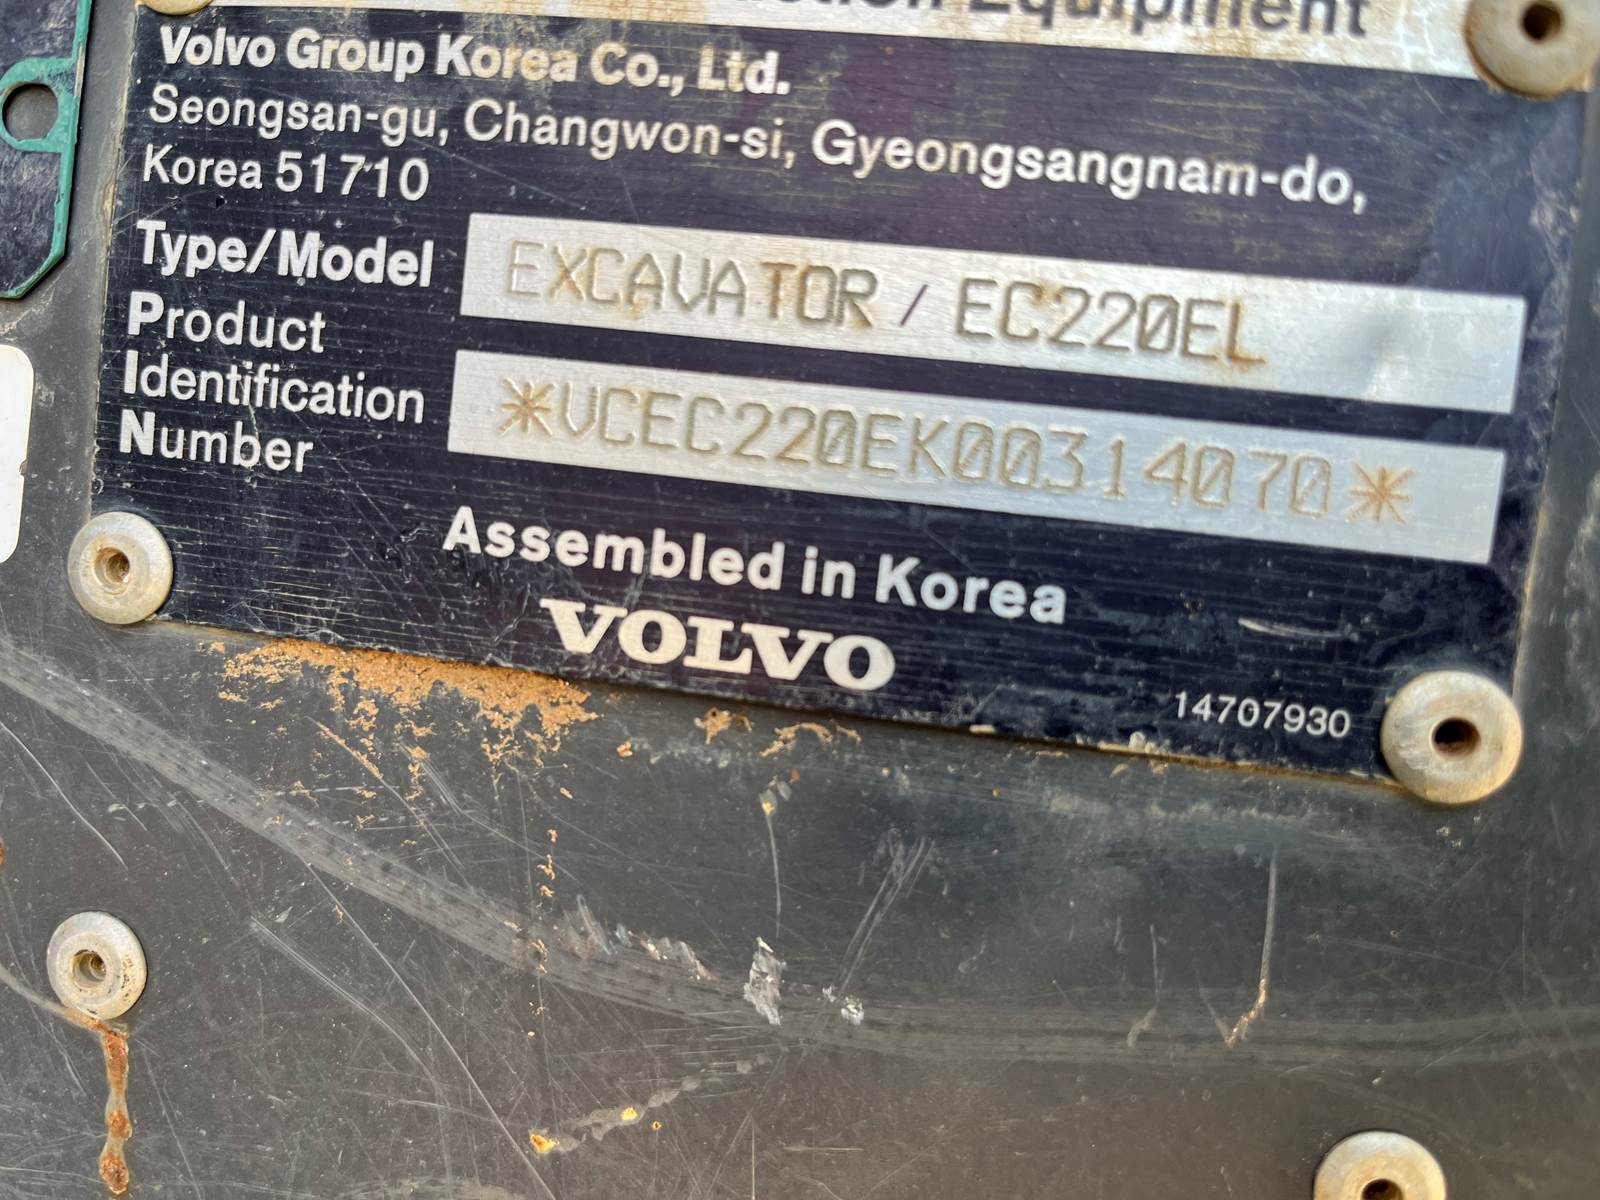 Equipment
Volvo Group Korea Co., Ltd.
Seongsan-gu, Changwon-si, Gyeongsangnam-do,
Korea 51710
Type/Model EXCAVATOR / EC220EL
Product
Identification
Number *VCEC220EK00314070*
Assembled in Korea
VOLVO
14707930